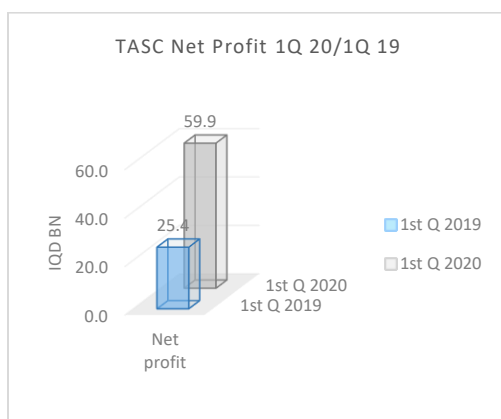 TASC Net Profit 1Q 20/1Q 19
59.9
60.0
25.4
40.0
20.0
0.0
IQD BN
1st Q 2020
1st Q 2019
Net
profit
1st Q 2019
1st Q 2020